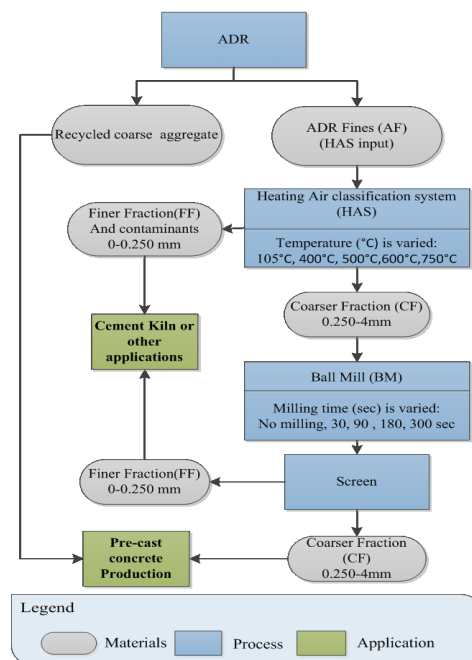 ADR
Recycled coarse aggregate
ADR Fines (AF)
(HAS input)
Heating Air classification system
(HAS)
Temperature (°C) is varied:
105°C, 400°C, 500°C,600°C,750°C
Finer Fraction(FF)
And contaminants
0-0.250 mm
Coarser Fraction (CF)
0.250-4mm
Cement Kiln or
other
applications
Ball Mill (BM)
Milling time (sec) is varied:
No milling, 30, 90 , 180, 300 sec
Finer Fraction(FF)
0-0.250 mm
Screen
Pre-cast
concrete
Production
Coarser Fraction
(CF)
0.250-4mm
Legend
Materials
Process
Application